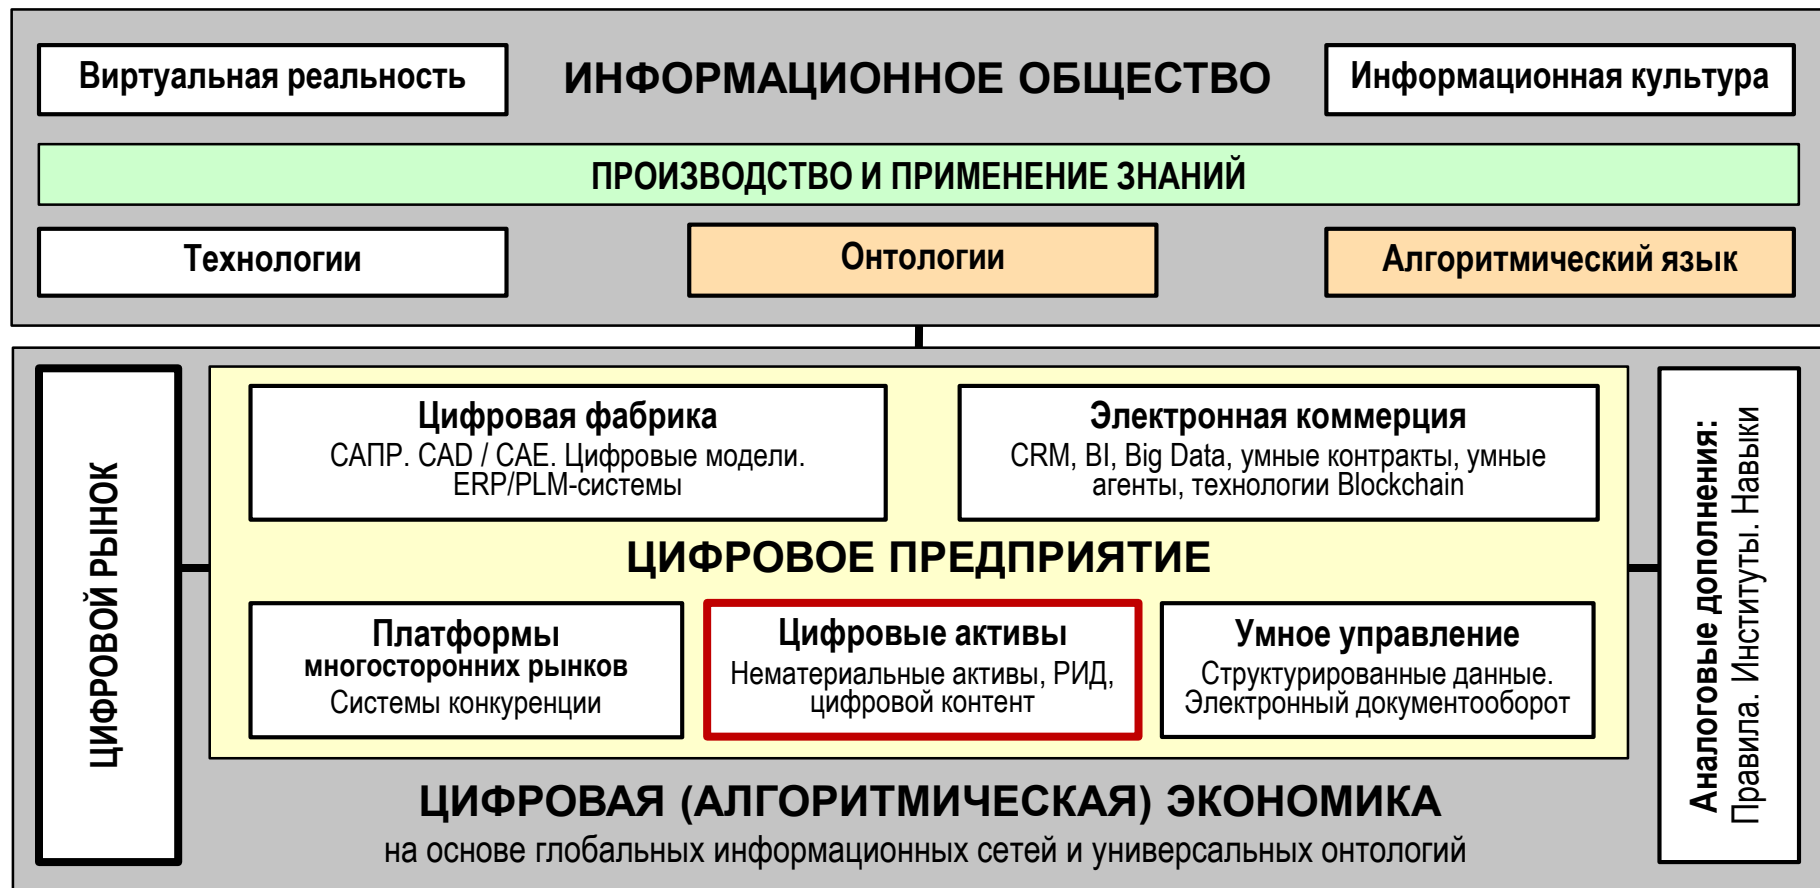 Виртуальная реальность
ИНФОРМАЦИОННОЕ ОБЩЕСТВО
Информационная культура
ПРОИЗВОДСТВО И ПРИМЕНЕНИЕ ЗНАНИЙ
Технологии
Онтологии
Алгоритмический язык
ЦИФРОВОЙ РЫНОК
Цифровая фабрика
САПР. CAD / CAE. Цифровые модели.
ERP/PLM-системы
Электронная коммерция
CRM, BI, Big Data, умные контракты, умные
агенты, технологии Blockchain
ЦИФРОВОЕ ПРЕДПРИЯТИЕ
Платформы
многосторонних рынков
Системы конкуренции
Цифровые активы
Нематериальные активы, РИД,
цифровой контент
Умное управление
Структурированные данные.
Электронный документооборот
Аналоговые дополнения:
Правила. Институты. Навыки
ЦИФРОВАЯ (АЛГОРИТМИЧЕСКАЯ) ЭКОНОМИКА
на основе глобальных информационных сетей и универсальных онтологий